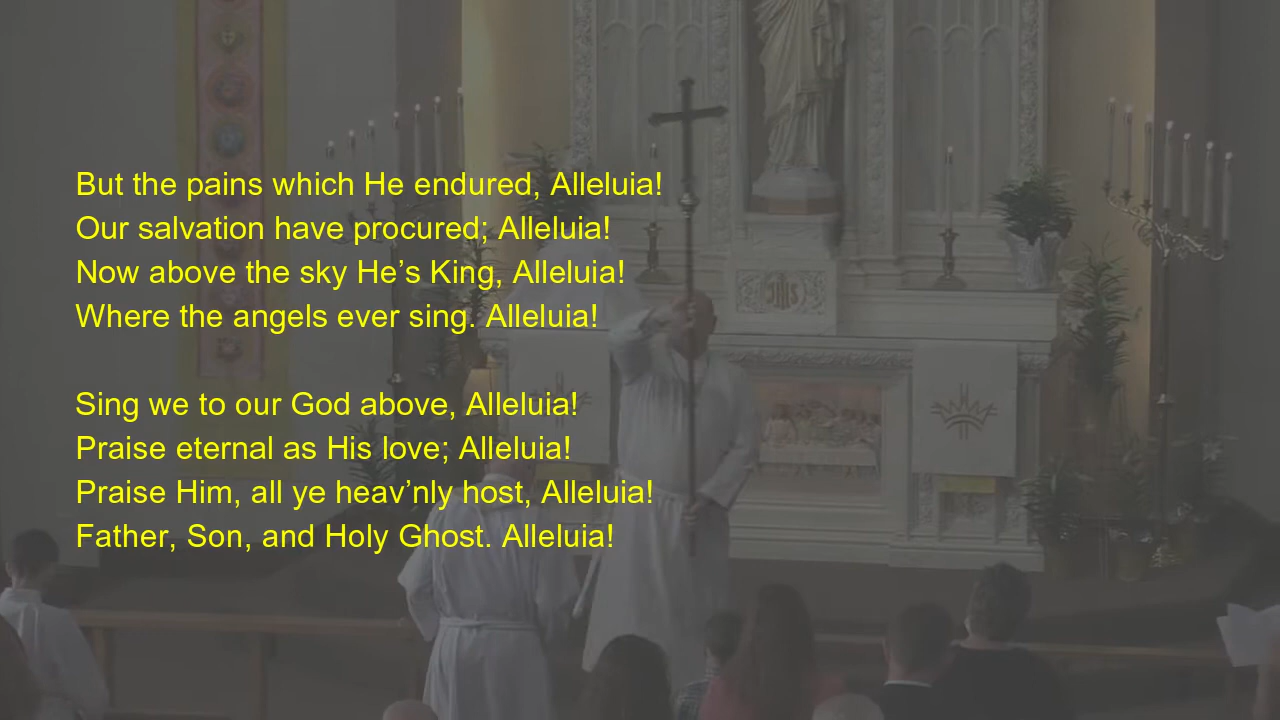 But the pains which He endured, Alleluia!
Our salvation have procured; Alleluia!
Now above the sky He’s King, Alleluia!
Where the angels ever sing. Alleluia!
Sing we to our God above, Alleluia!
Praise eternal as His love; Alleluia!
Praise Him, all ye heav’nly host, Alleluia!
Father, Son, and Holy Ghost. Alleluia!
IHS